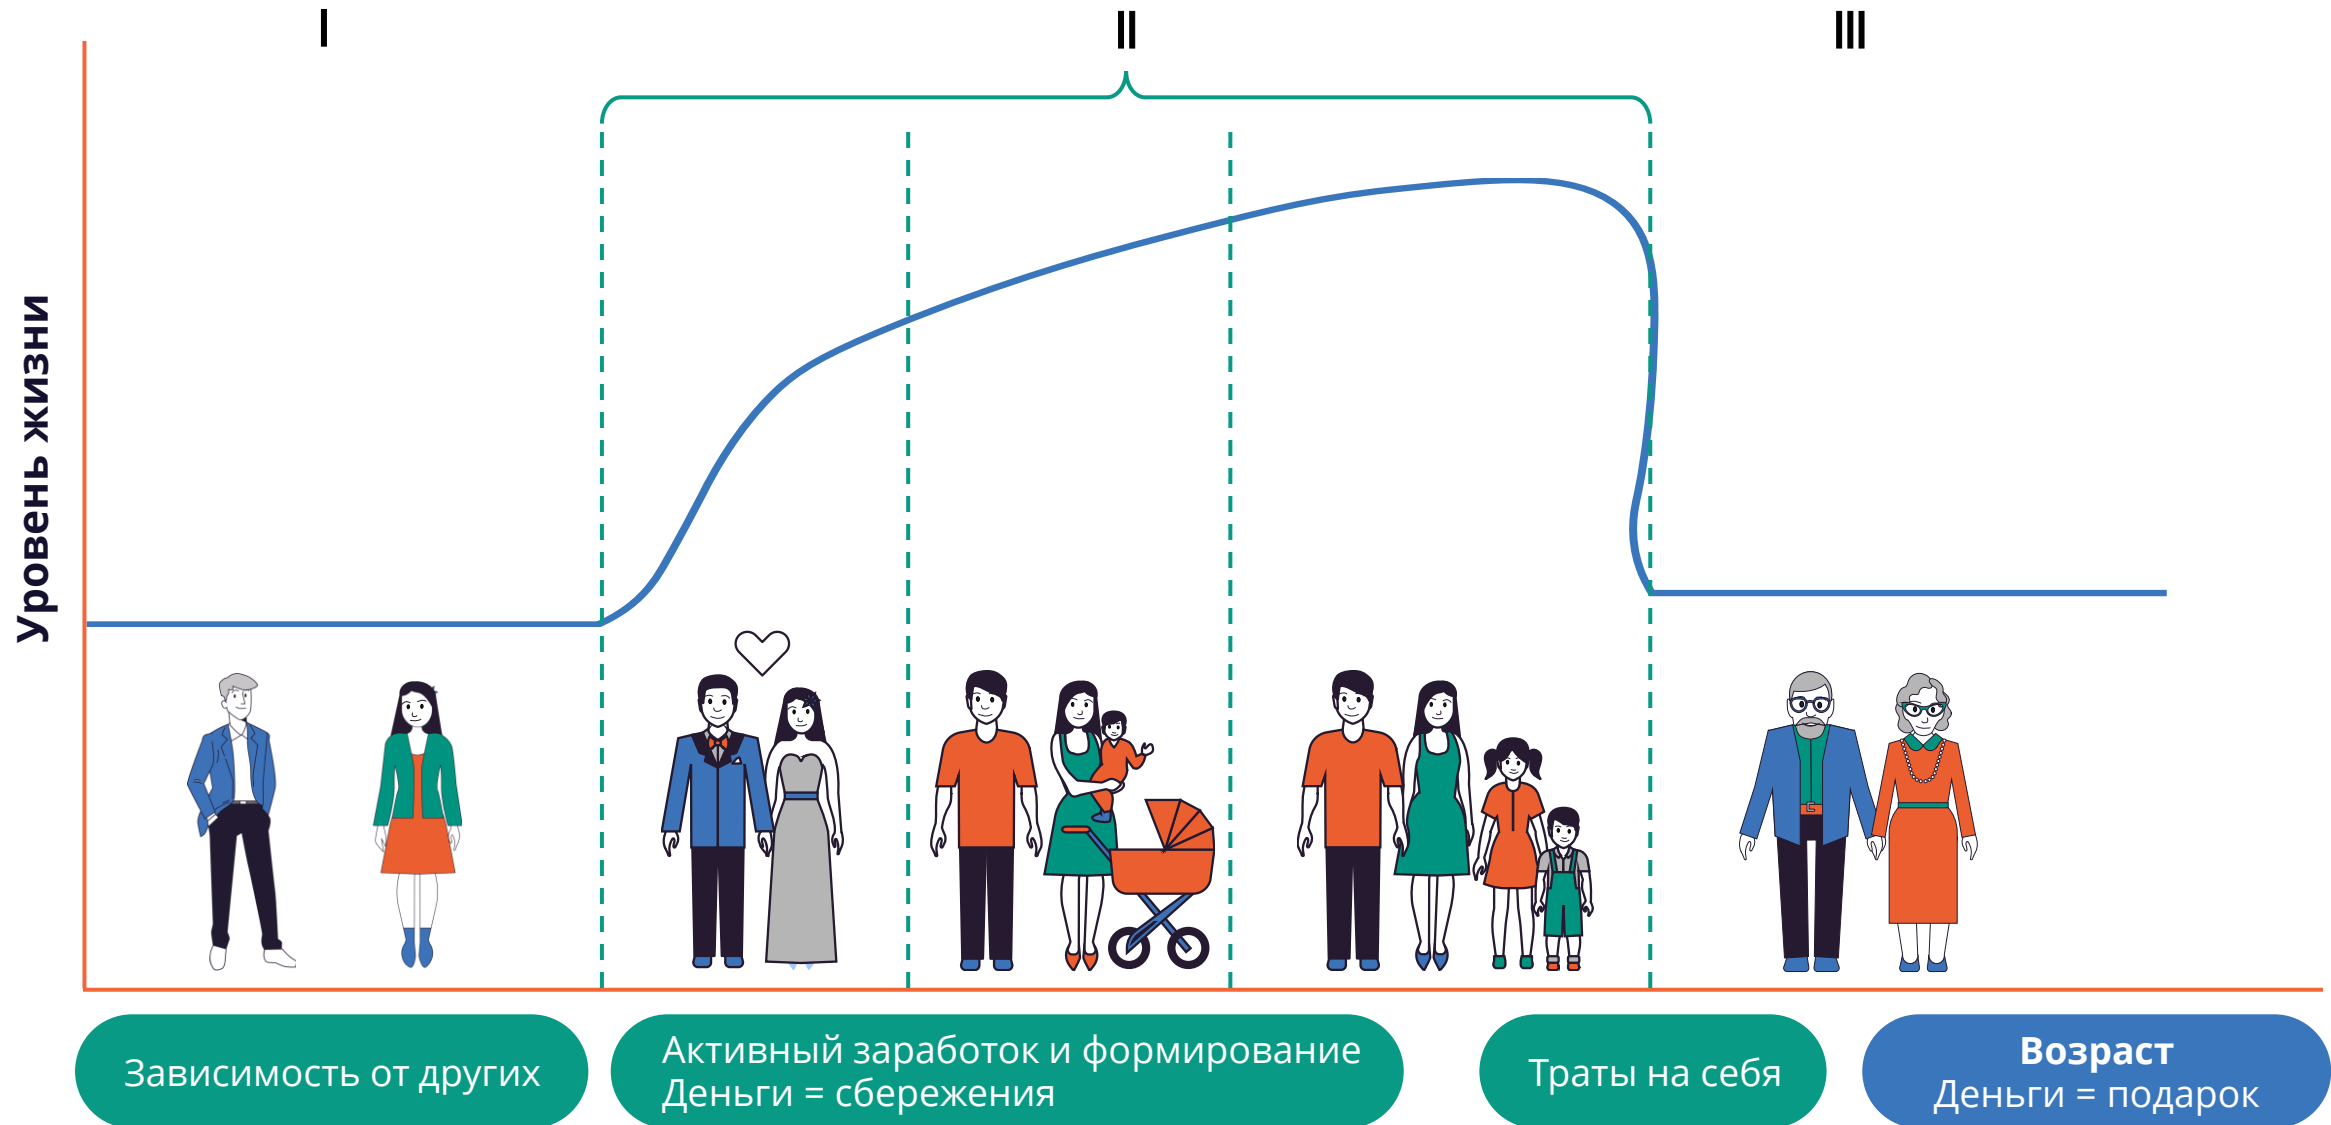 I
II
III
Уровень жизни
Зависимость от других
Активный заработок и формирование
Деньги = сбережения
Траты на себя
Возраст
Деньги = подарок